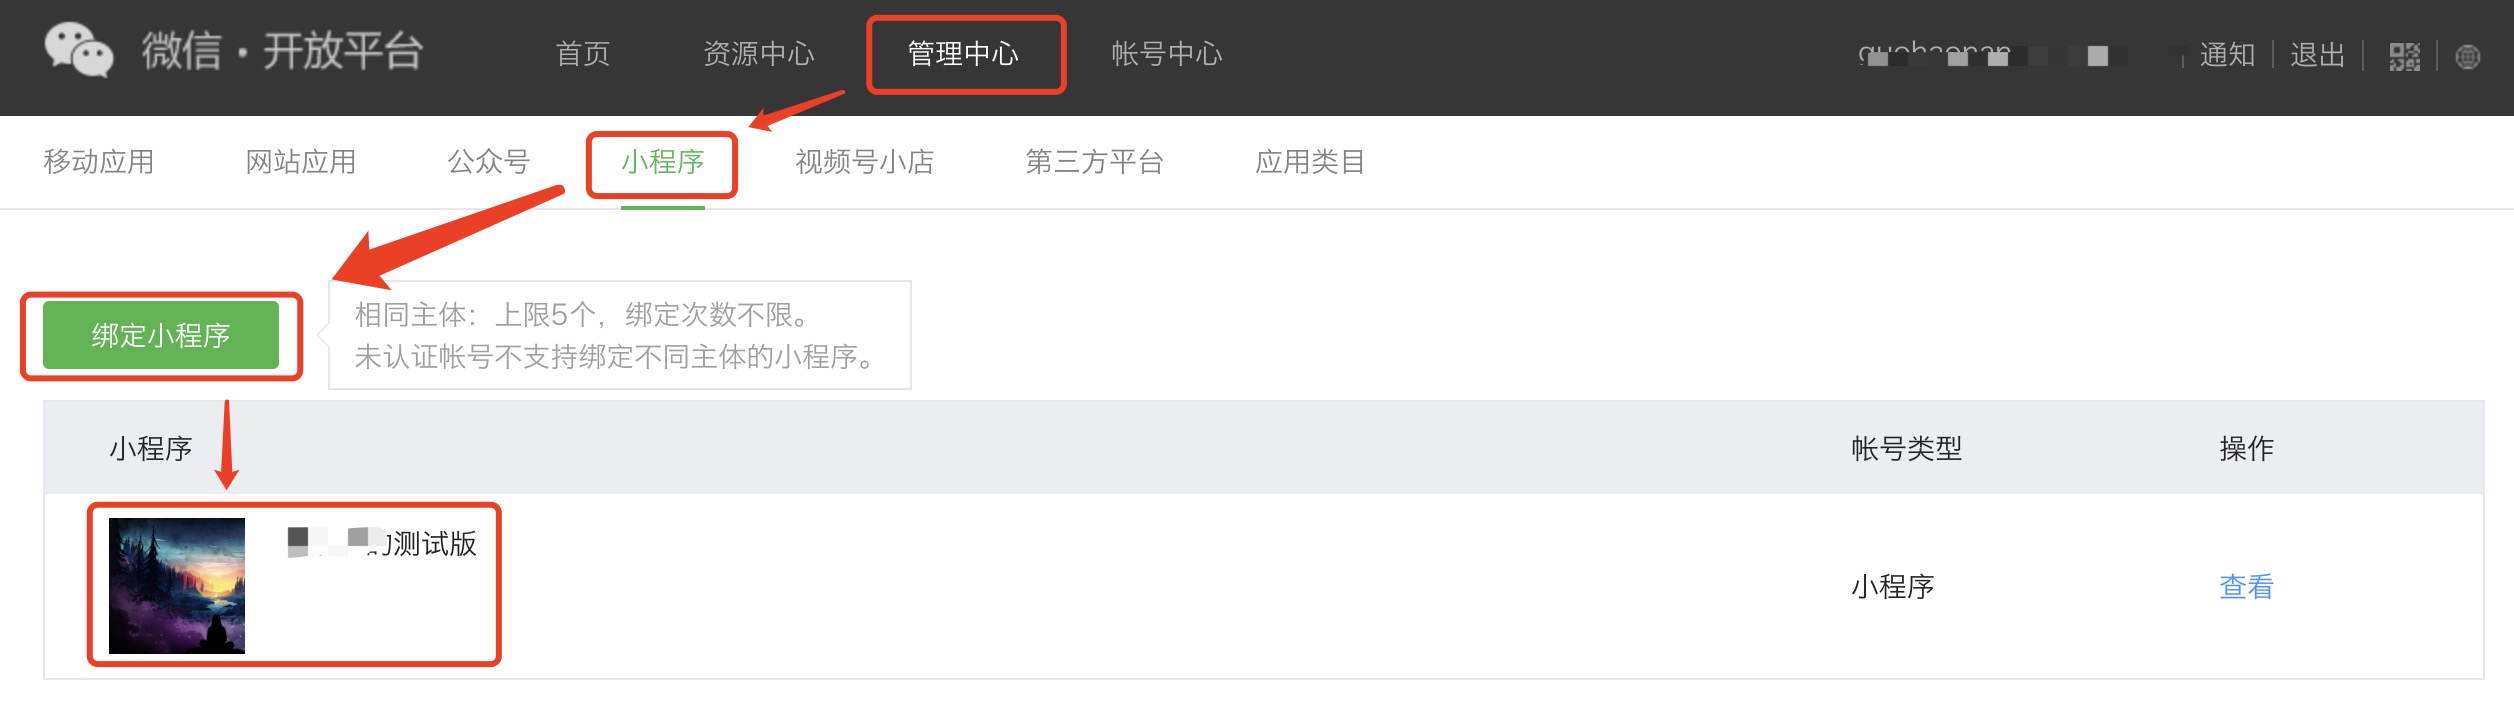 微信·开放平台
首页
资源中心
管理中心
帐号中心
通知
退出
移动应用
网站应用
公众号
小程序
视频号小店
第三方平台
应用类目
绑定小程序
相同主体：上限5个，绑定次数不限。
未认证帐号不支持绑定不同主体的小程序。
小程序
帐号类型
操作
的测试版
小程序
查看